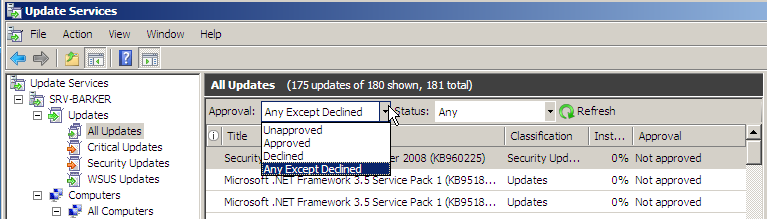 Update Services
File Action View Window Help
Update Services
SRV-BARKER
Updates
All Updates
Critical Updates
Security Updates
WSUS Updates
Computers
All Computers
All Updates (175 updates of 180 shown, 181 total)
Approval: Any Except Declined Status: Any Refresh
Unapproved
Approved
Declined
Any Except Declined
Title Classification Inst... Approval
Security er 2008 (KB960225) Security Upd... 0% Not approved
Microsoft .NET Framework 3.5 Service Pack 1 (KB9518... Updates 0% Not approved
Microsoft .NET Framework 3.5 Service Pack 1 (KB9518... Updates 0% Not approved